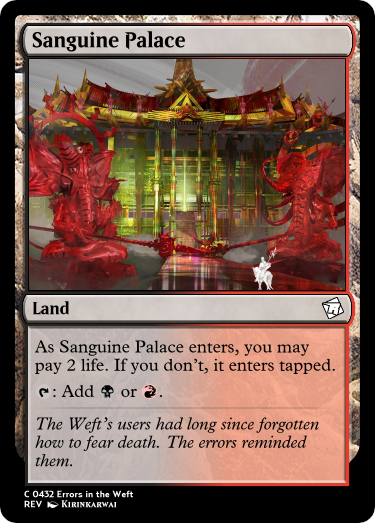 Sanguine Palace
Land
As Sanguine Palace enters, you may
pay 2 life. If you don't, it enters tapped.
: Add or .
The Weft's users had long since forgotten
how to fear death. The errors reminded
them.
C 0432 Errors in the Weft
REV Kirinkarwai